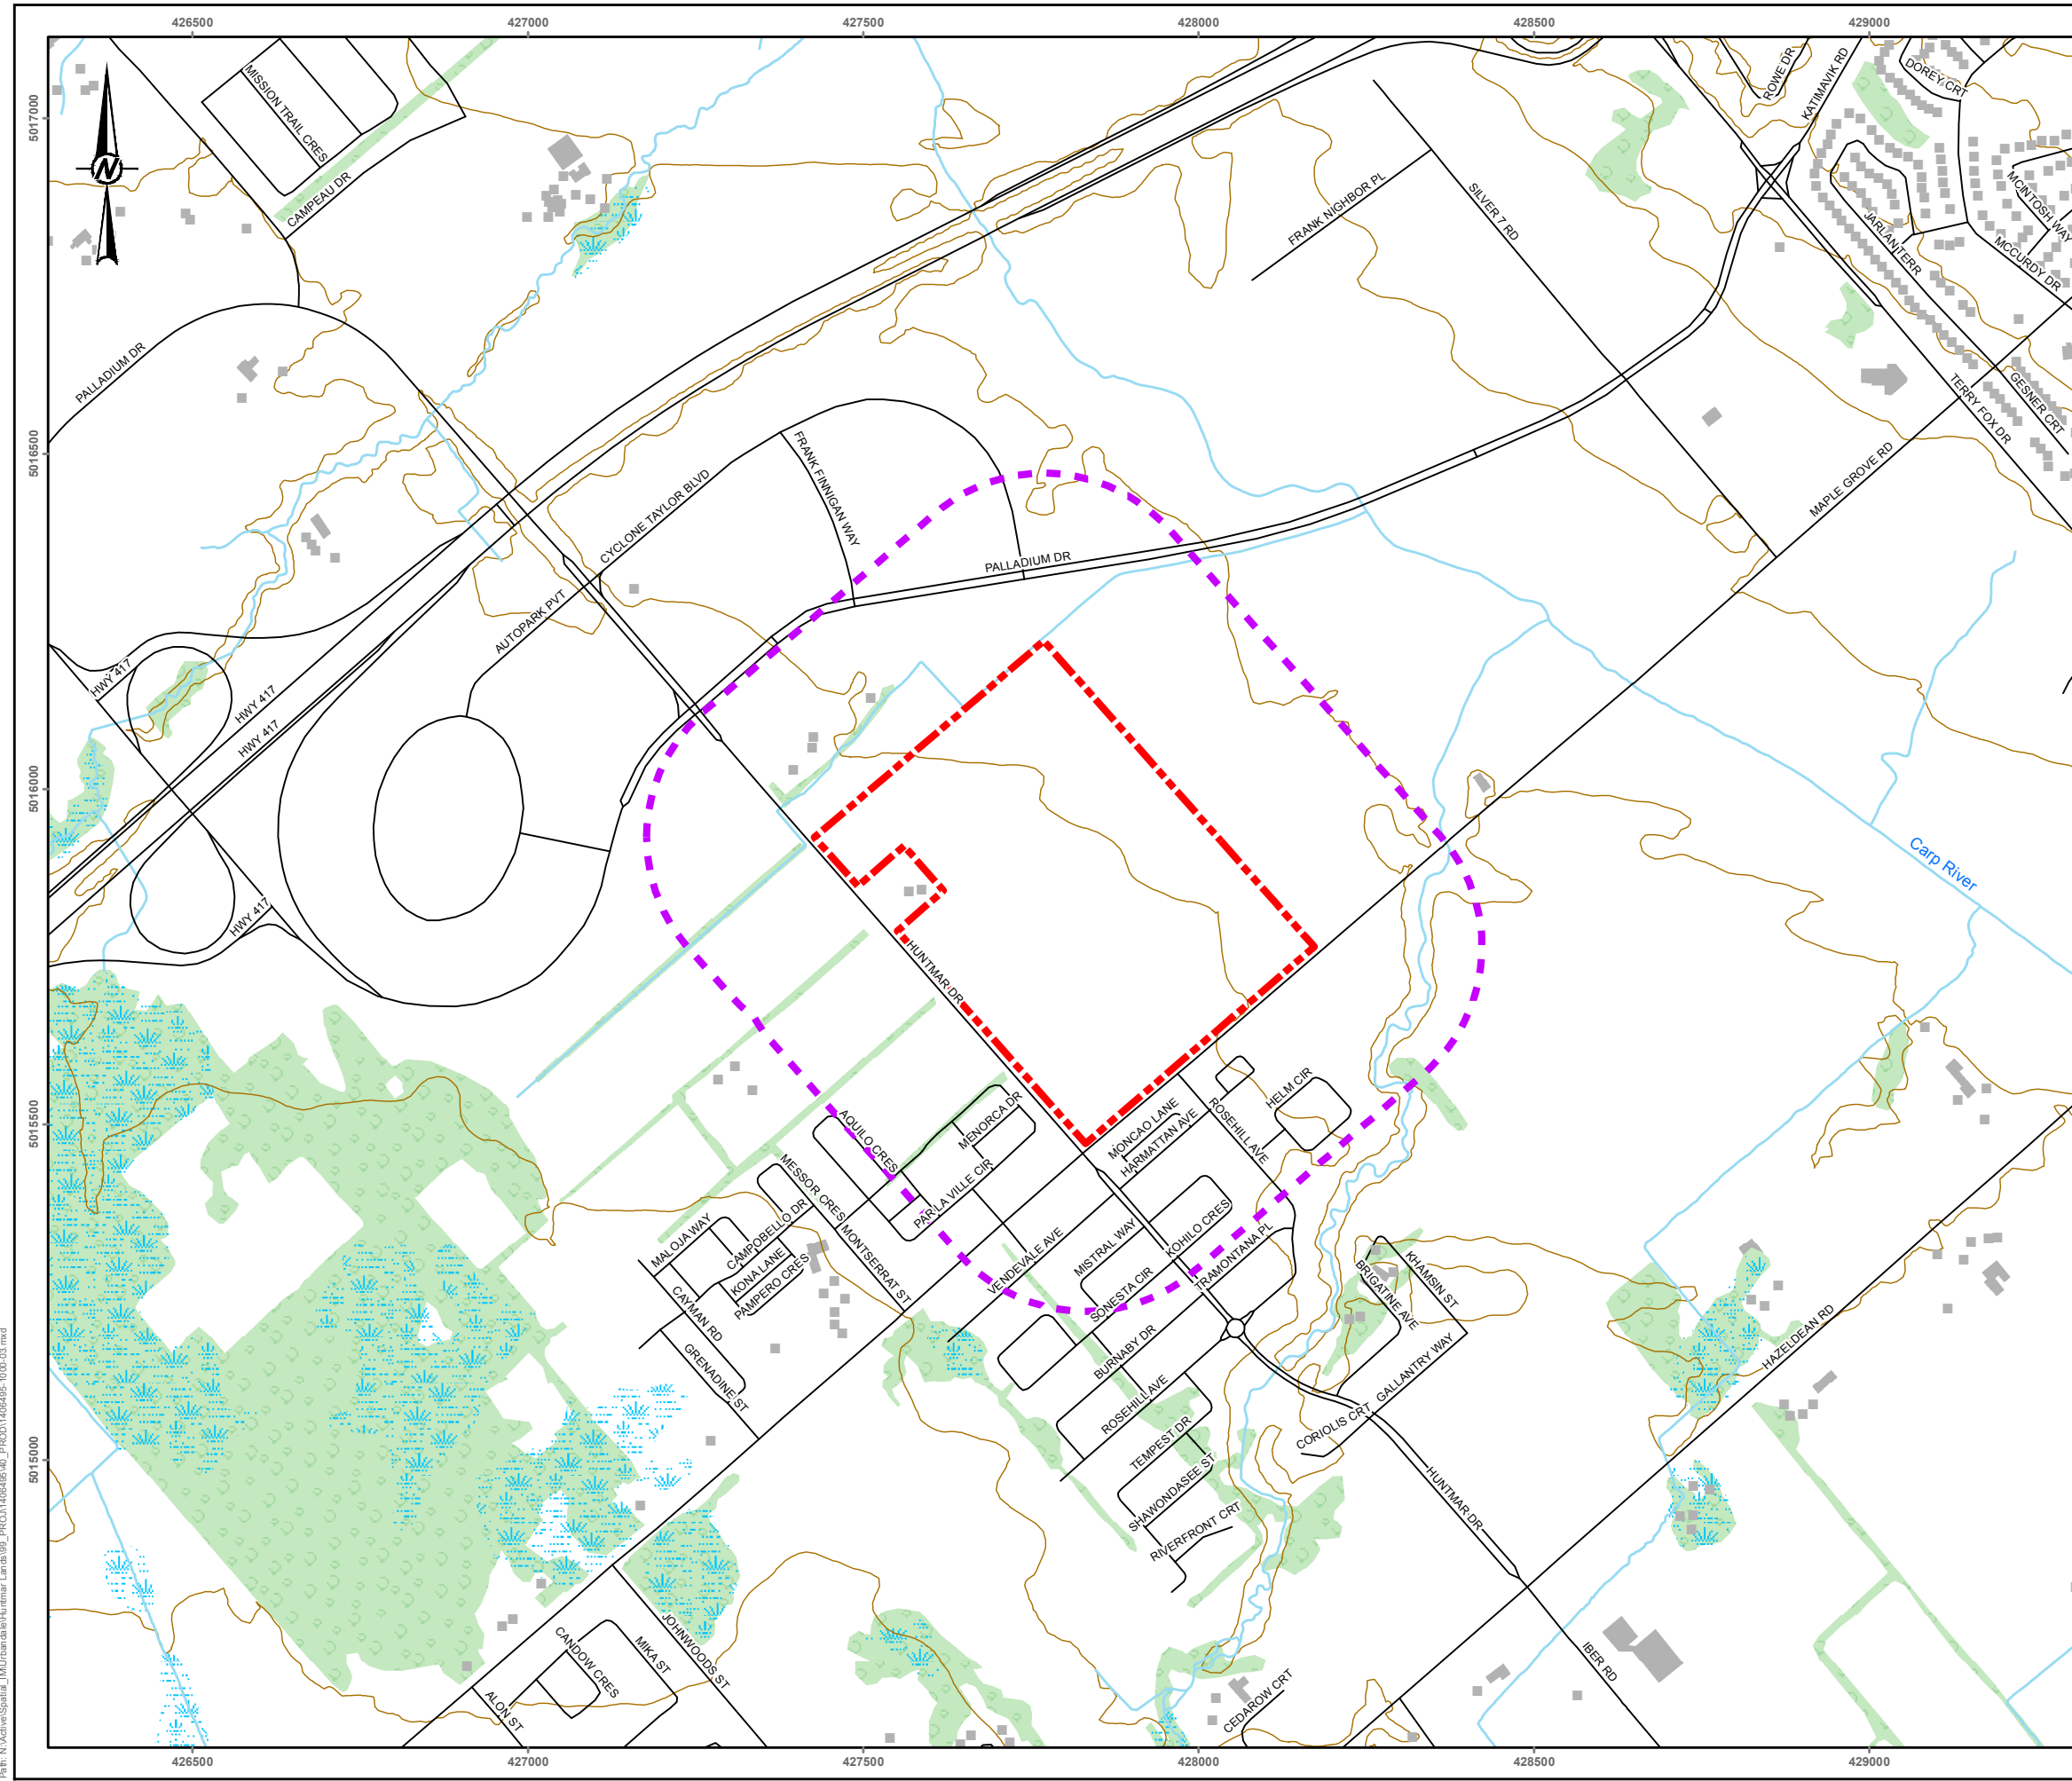 426500
427000
427500
428000
428500
429000
5017000
5016500
5016000
5015500
5015000
N
MISSION TRAIL CRES
CAMPEAU DR
PALLADIUM DR
ROWE DR
KATIMAVIK RD
DOREY CRT
MCINTOSH WAY
JARLAN TERR
MCCURDY DR
FRANK NIGHBOR PL
SILVER 7 RD
TERRY FOX DR
GESNER CRT
MAPLE GROVE RD
FRANK FINNIGAN WAY
CYCLONE TAYLOR BLVD
PALLADIUM DR
AUTOPARK PVT
HWY 417
HWY 417
HWY 417
HWY 417
Carp River
HUNTMAR DR
HELM CIR
MONCAO LANE
HARMATTAN AVE
ROSEHILL AVE
AQUILO CRES
MENORCA DR
PAR-LA-VILLE CIR
MESSOR CRES
MONTSERRAT ST
MALOJA WAY
CAMPOBELLO DR
KONA LANE
PAMPERO CRES
CAYMAN RD
GRENADINE ST
VENDEVALE AVE
MISTRAL WAY
KOHILO CRES
SONESTA CIR
TRAMONTANA PL
BURNABY DR
ROSEHILL AVE
TEMPEST DR
SHAWONDASEE ST
RIVERFRONT CRT
KHAMSIN ST
BRIGATINE AVE
GALLANTRY WAY
CORIOLIS CRT
HUNTMAR DR
HAZELDEAN RD
IBER RD
CEDAROW CRT
JOHNWOODS ST
MIKA ST
CANDOW CRES
ALON ST
426500
427000
427500
428000
428500
429000